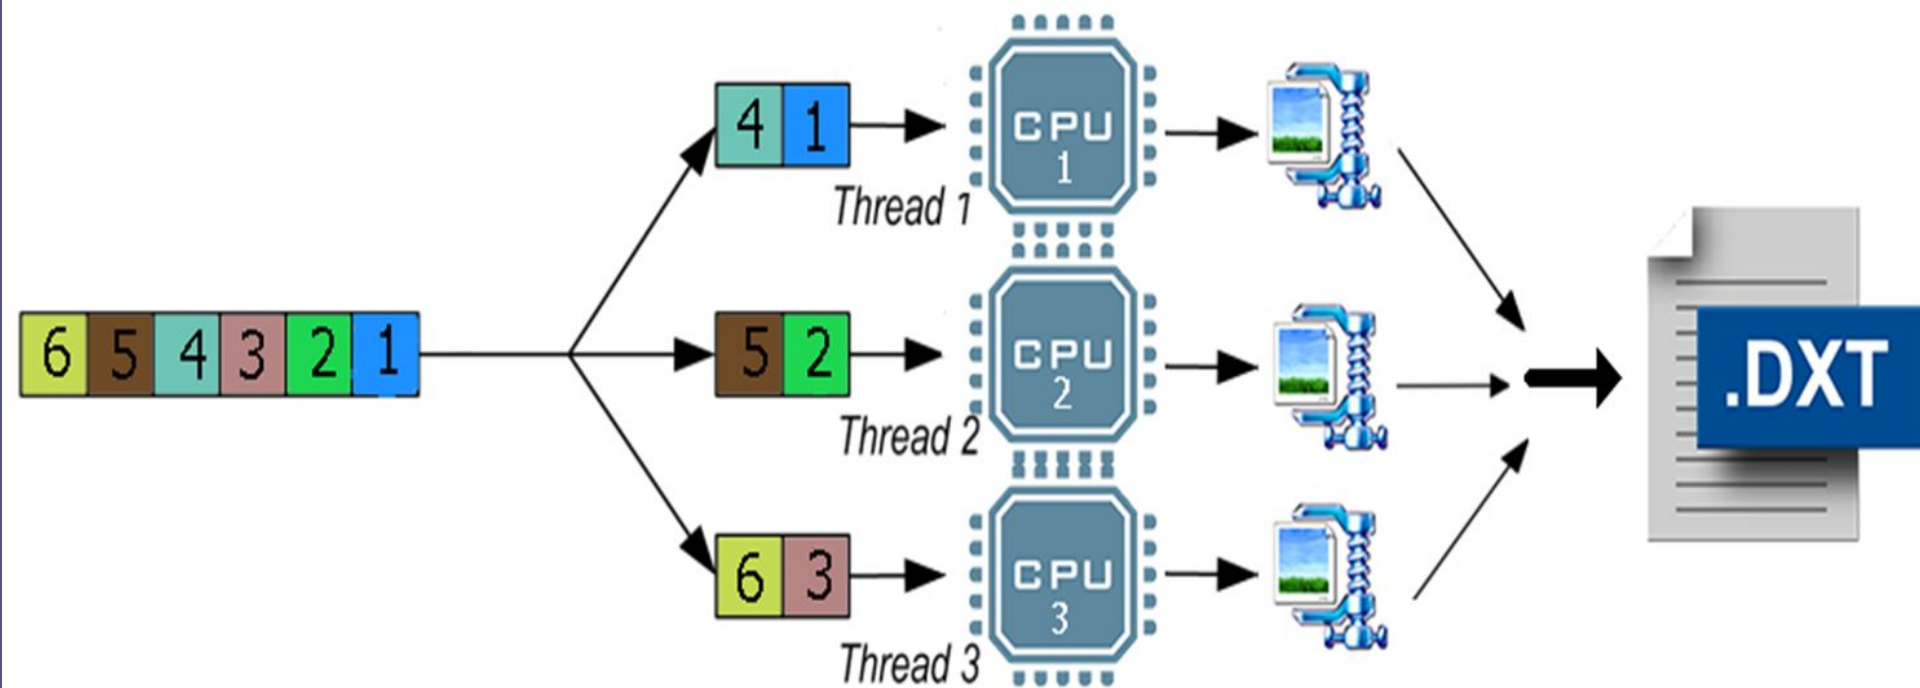 4 1
CPU
1
Thread 1
6 5 4 3 2 1
5 2
CPU
2
Thread 2
.DXT
6 3
CPU
3
Thread 3